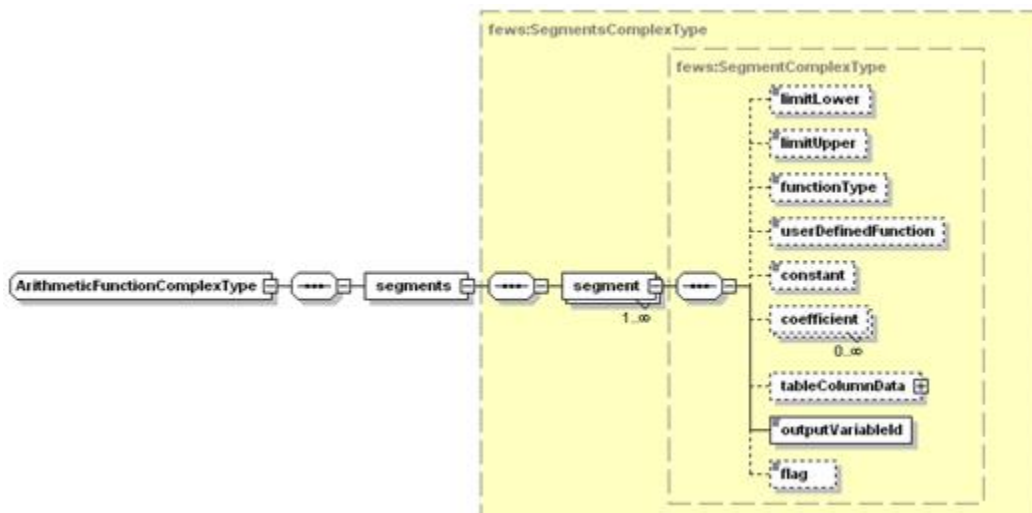 fews:SegmentsComplexType
fews:SegmentComplexType
limitLower
limitUpper
functionType
userDefinedFunction
ArithmeticFunctionComplexType
segments
segment
1..∞
constant
coefficient
0..∞
tableColumnData
outputVariableId
flag